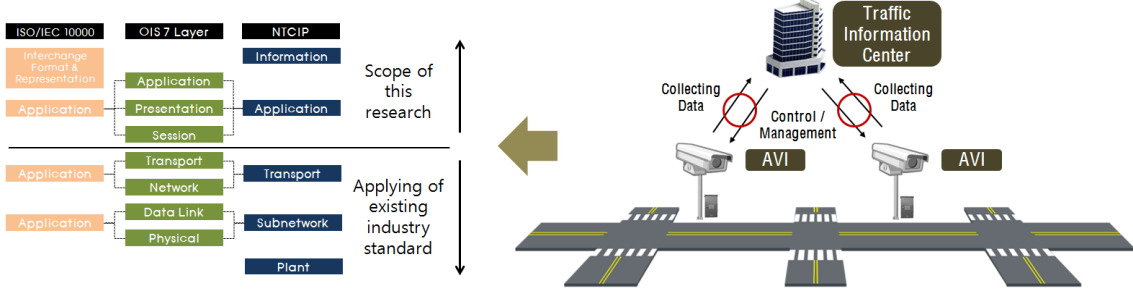 ISO/IEC 10000
OIS 7 Layer
NTCIP
Interchange
Format &
Representation
Information
Application
Application
Presentation
Application
Session
Scope of
this
research
Application
Transport
Network
Transport
Application
Data Link
Physical
Subnetwork
Plant
Applying of
existing
industry
standard
Traffic
Information
Center
Collecting
Data
Control /
Management
Collecting
Data
AVI
AVI